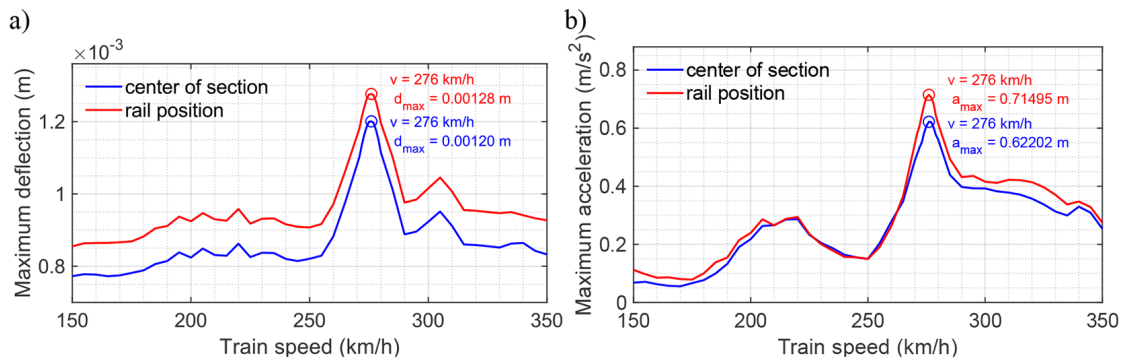 a)
×10⁻³
Maximum deflection (m)
1.2
1
0.8
center of section
rail position
v = 276 km/h
d_max = 0.00128 m
v = 276 km/h
d_max = 0.00120 m
150
200
250
300
350
Train speed (km/h)
b)
Maximum acceleration (m/s²)
0.8
0.6
0.4
0.2
0
center of section
rail position
v = 276 km/h
a_max = 0.71495 m
v = 276 km/h
a_max = 0.62202 m
150
200
250
300
350
Train speed (km/h)